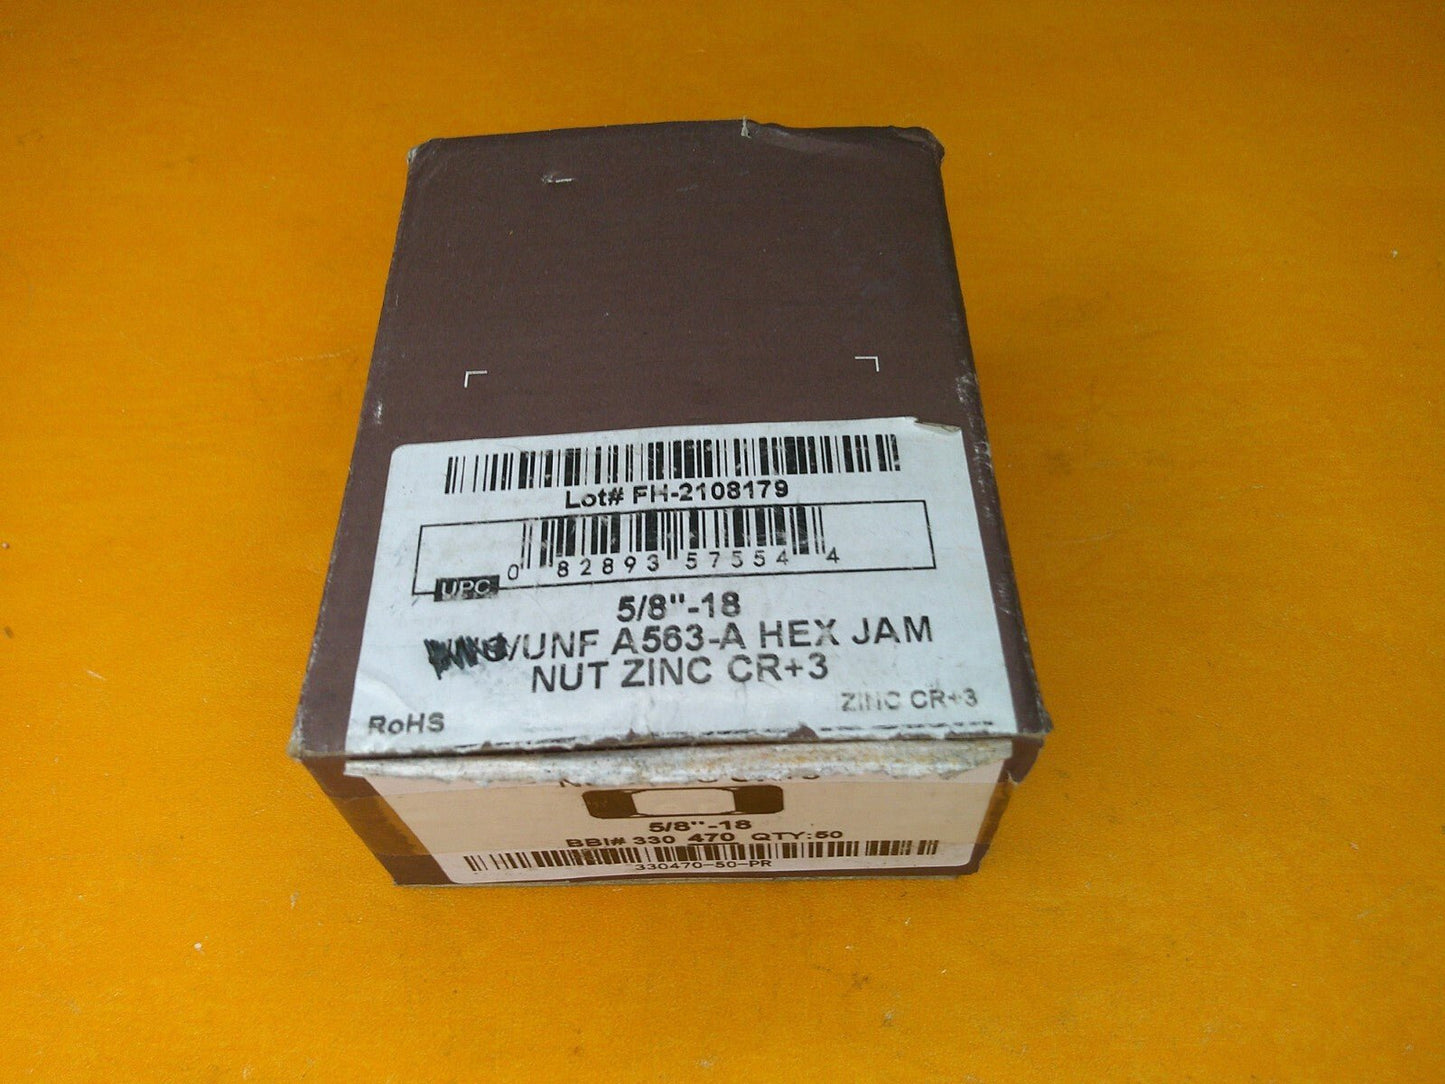 Lot# FH-2108179
0 82893 57554 4
UPC
5/8"-18
/UNF A563-A HEX JAM
NUT ZINC CR+3
ZINC CR+3
RoHS
5/8"-18
BBI# 330 470 QTY:50
330470-50-PR